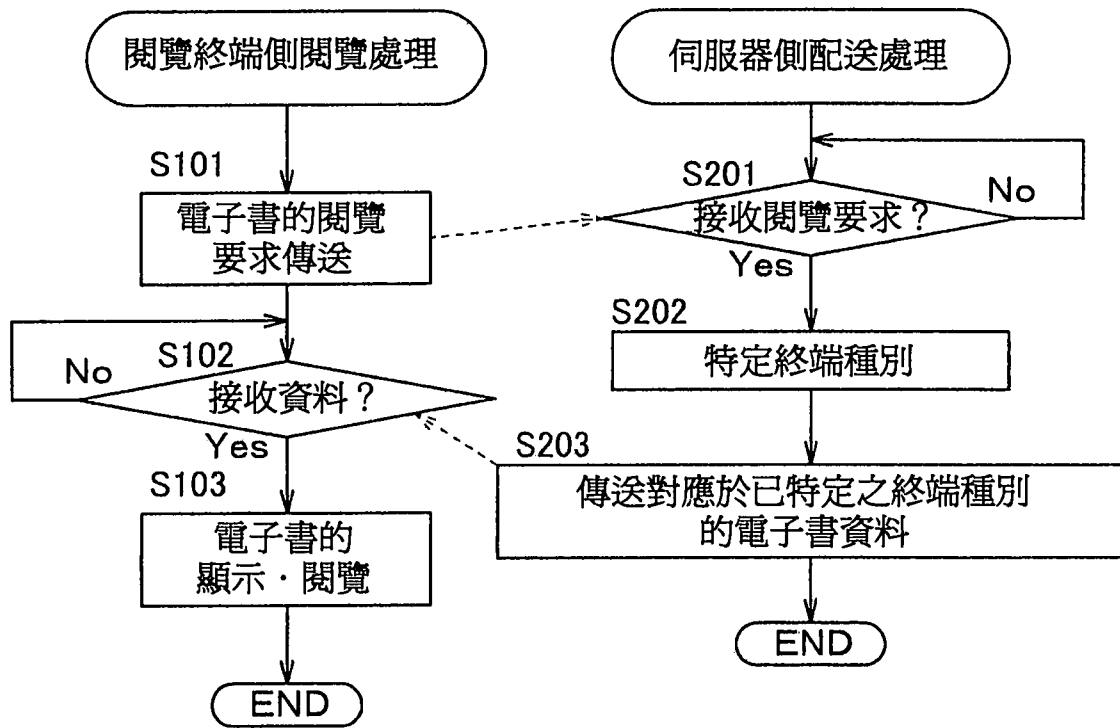 閱覽終端側閱覽處理
S101
電子書的閱覽
要求傳送
S102
No
接收資料？
Yes
S103
電子書的
顯示．閱覽
END
伺服器側配送處理
S201
No
接收閱覽要求？
Yes
S202
特定終端種別
S203
傳送對應於已特定之終端種別
的電子書資料
END